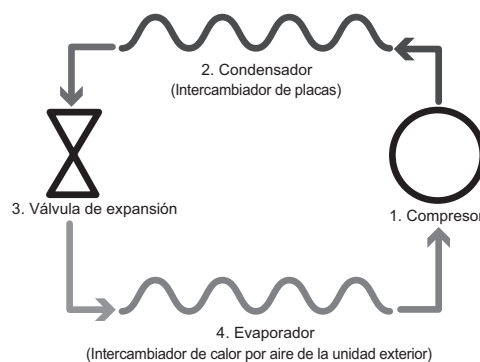 2. Condensador
(Intercambiador de placas)
3. Válvula de expansión
1. Compresor
4. Evaporador
(Intercambiador de calor por aire de la unidad exterior)